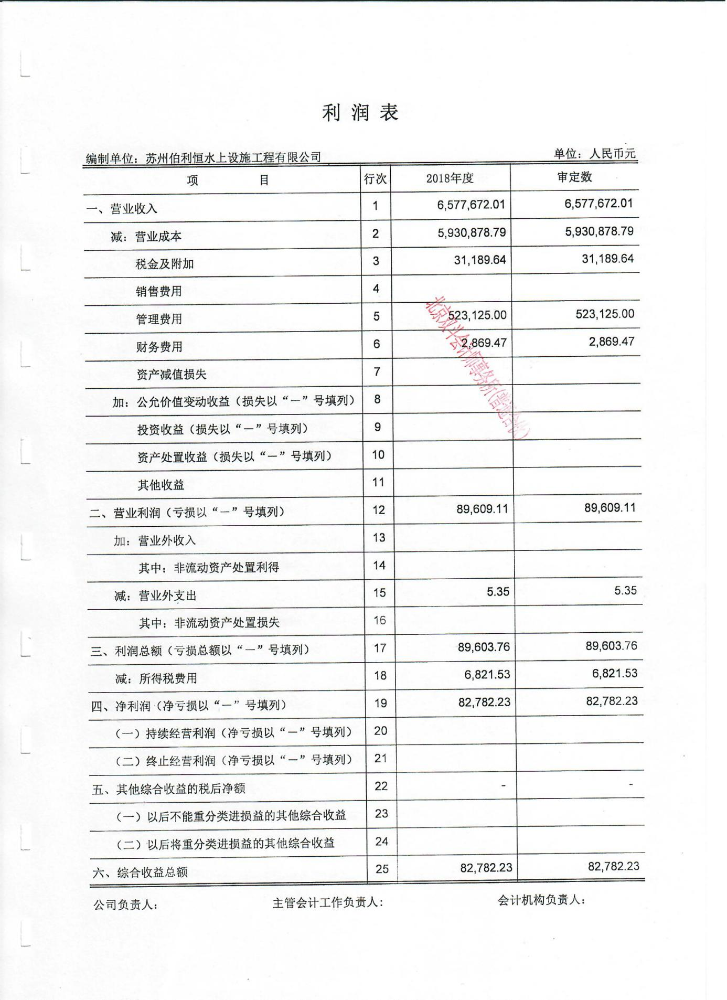 利润表
编制单位：苏州伯利恒水上设施工程有限公司 单位：人民币元
项目 行次 2018年度 审定数
一、营业收入 1 6,577,672.01 6,577,672.01
减：营业成本 2 5,930,878.79 5,930,878.79
税金及附加 3 31,189.64 31,189.64
销售费用 4
管理费用 5 523,125.00 523,125.00
财务费用 6 2,869.47 2,869.47
资产减值损失 7
加：公允价值变动收益（损失以“－”号填列） 8
投资收益（损失以“－”号填列） 9
资产处置收益（损失以“－”号填列） 10
其他收益 11
二、营业利润（亏损以“－”号填列） 12 89,609.11 89,609.11
加：营业外收入 13
其中：非流动资产处置利得 14
减：营业外支出 15 5.35 5.35
其中：非流动资产处置损失 16
三、利润总额（亏损总额以“－”号填列） 17 89,603.76 89,603.76
减：所得税费用 18 6,821.53 6,821.53
四、净利润（净亏损以“－”号填列） 19 82,782.23 82,782.23
（一）持续经营利润（净亏损以“－”号填列） 20
（二）终止经营利润（净亏损以“－”号填列） 21
五、其他综合收益的税后净额 22 - -
（一）以后不能重分类进损益的其他综合收益 23
（二）以后将重分类进损益的其他综合收益 24
六、综合收益总额 25 82,782.23 82,782.23
公司负责人： 主管会计工作负责人： 会计机构负责人：
北京双斗会计师事务所（普通合伙）